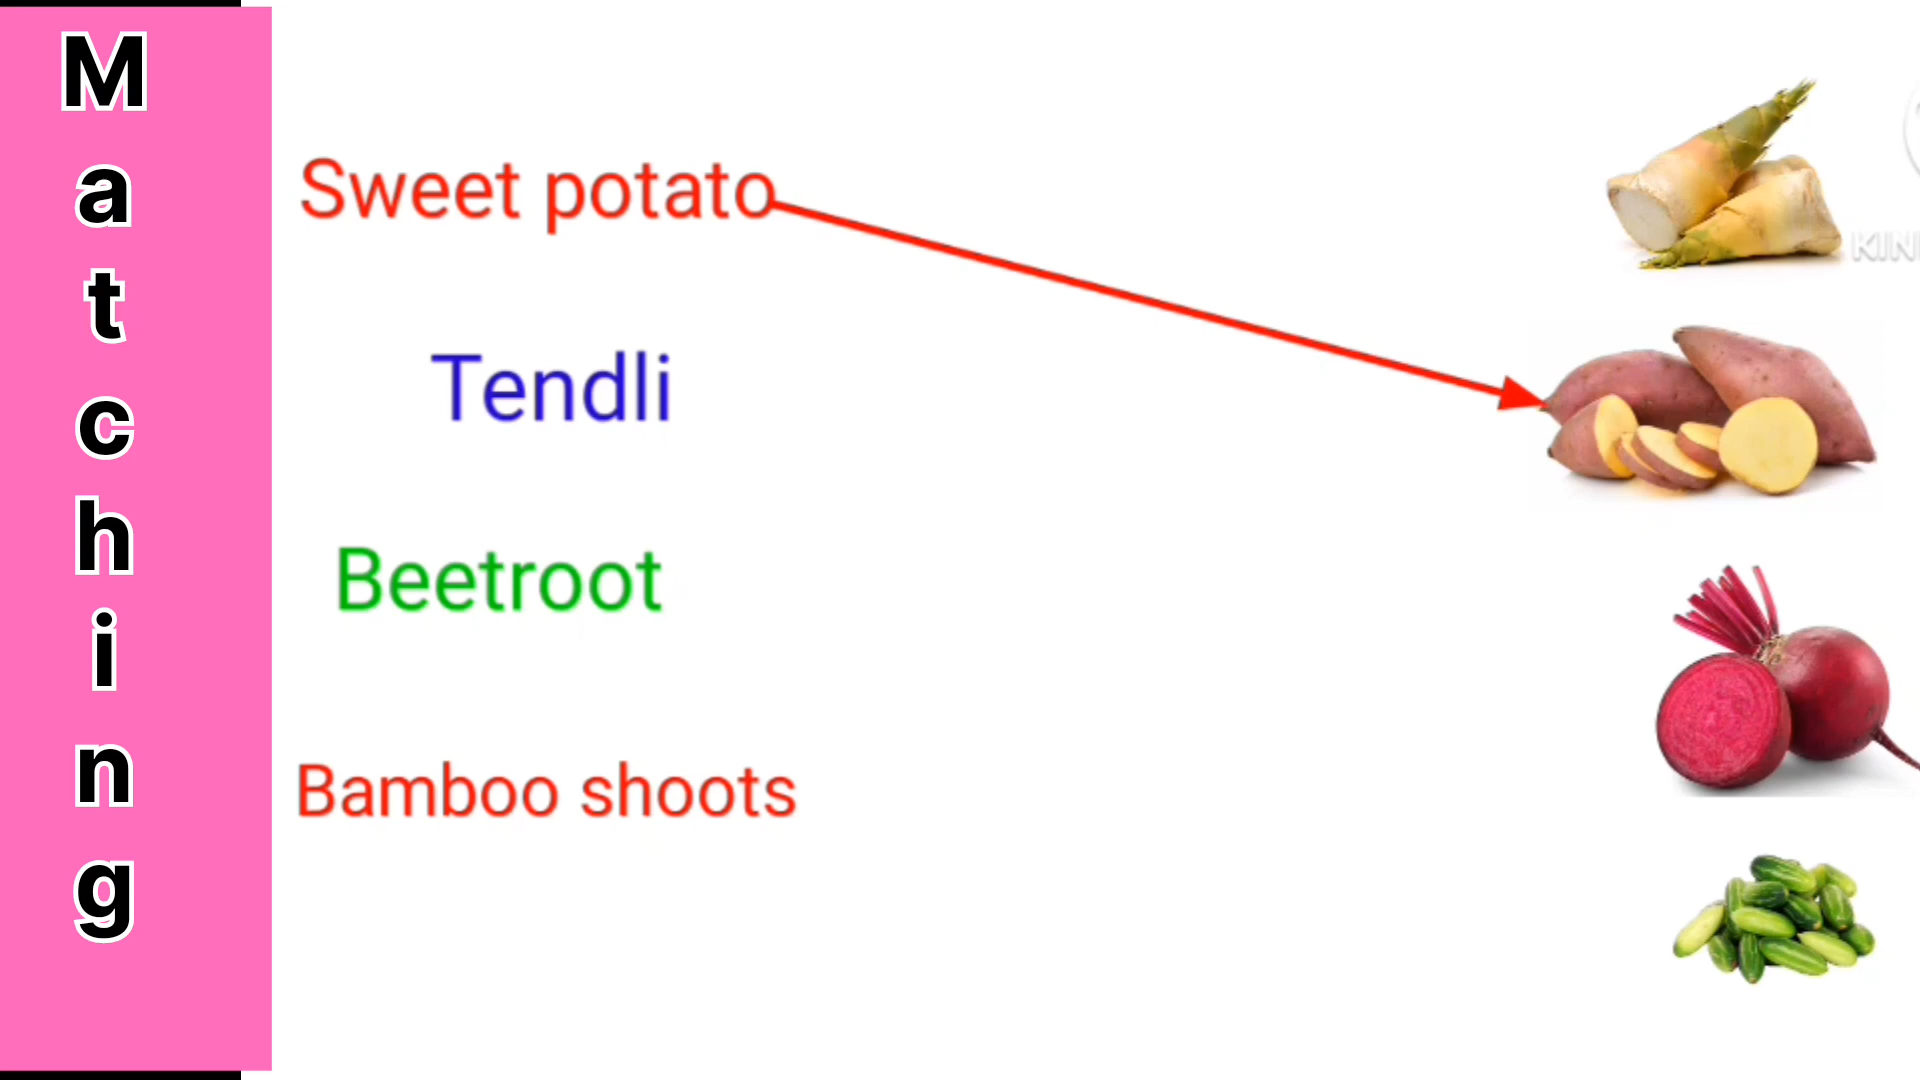 Matching
Sweet potato
Tendli
Beetroot
Bamboo shoots